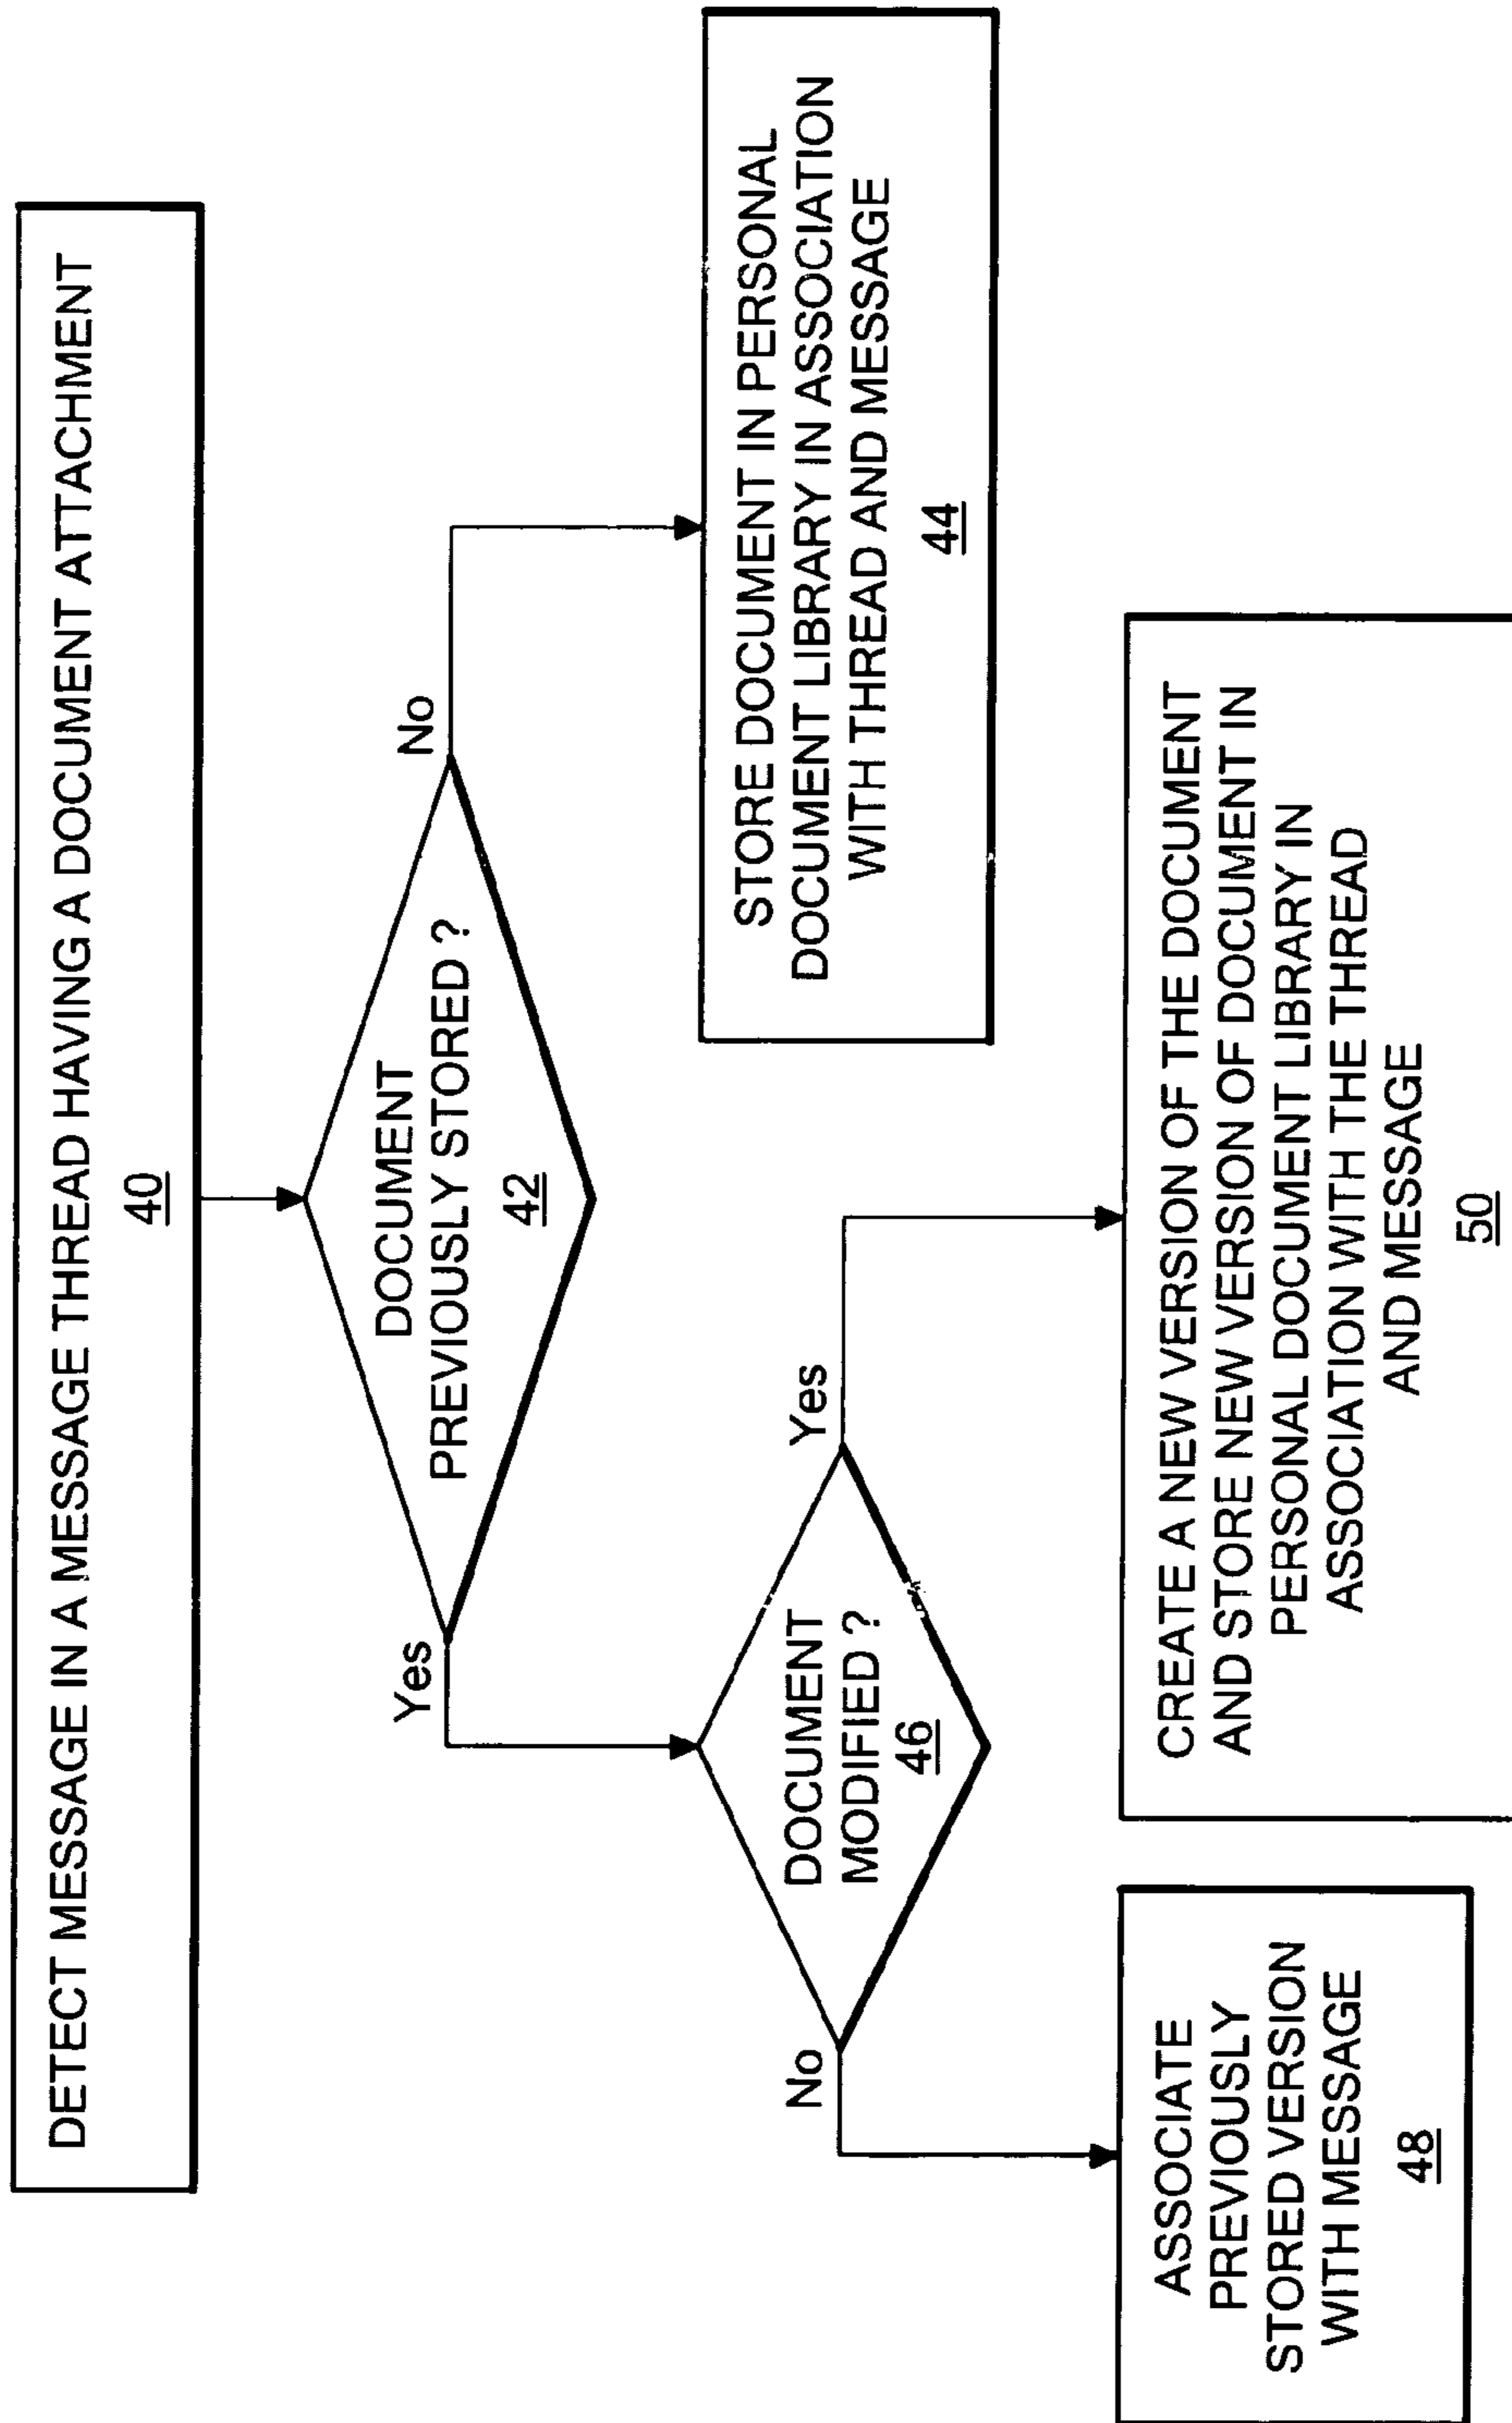 DETECT MESSAGE IN A MESSAGE THREAD HAVING A DOCUMENT ATTACHMENT
40
DOCUMENT
PREVIOUSLY STORED ?
42
Yes
No
STORE DOCUMENT IN PERSONAL
DOCUMENT LIBRARY IN ASSOCIATION
WITH THREAD AND MESSAGE
44
DOCUMENT
MODIFIED ?
46
No
Yes
ASSOCIATE
PREVIOUSLY
STORED VERSION
WITH MESSAGE
48
CREATE A NEW VERSION OF THE DOCUMENT
AND STORE NEW VERSION OF DOCUMENT IN
PERSONAL DOCUMENT LIBRARY IN
ASSOCIATION WITH THE THREAD
AND MESSAGE
50